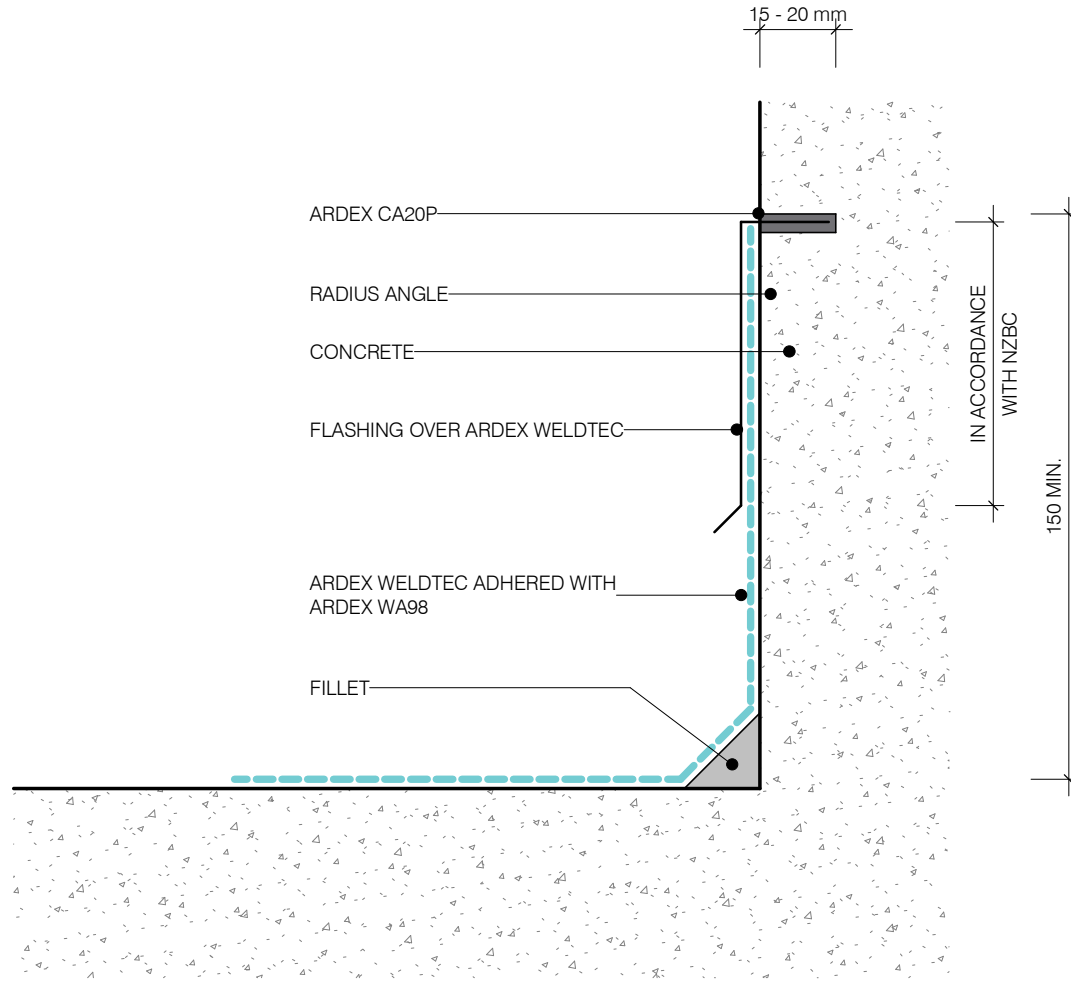 15 - 20 mm
ARDEX CA20P
RADIUS ANGLE
CONCRETE
FLASHING OVER ARDEX WELDTEC
ARDEX WELDTEC ADHERED WITH
ARDEX WA98
FILLET
IN ACCORDANCE
WITH NZBC
150 MIN.